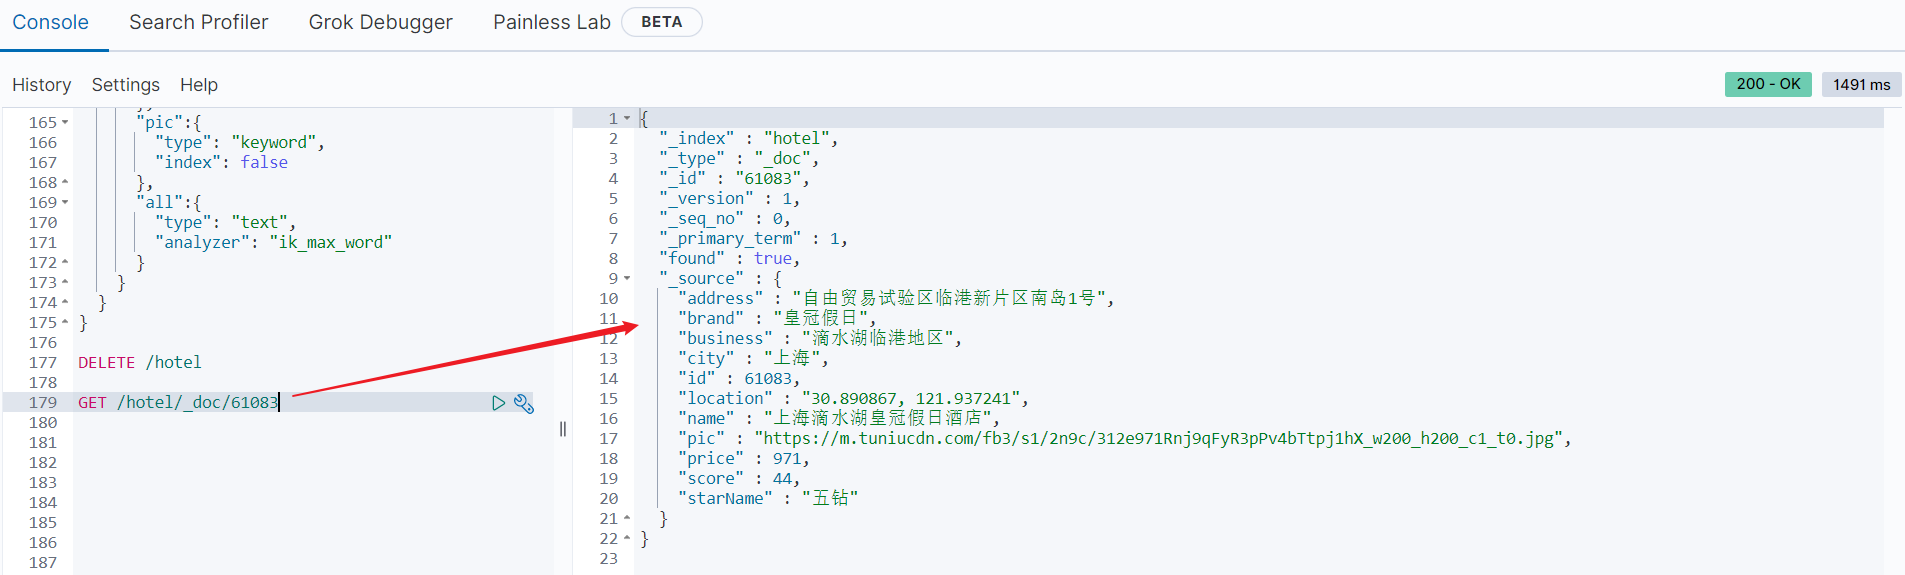 Console Search Profiler Grok Debugger Painless Lab BETA
History Settings Help 200 - OK 1491 ms
165 "pic":{
166 "type": "keyword",
167 "index": false
168 },
169 "all":{
170 "type": "text",
171 "analyzer": "ik_max_word"
172 }
173 }
174 }
175 }
176
177 DELETE /hotel
178
179 GET /hotel/_doc/61083
180
181
182
183
184
185
186
187
1 {
2 "_index" : "hotel",
3 "_type" : "_doc",
4 "_id" : "61083",
5 "_version" : 1,
6 "_seq_no" : 0,
7 "_primary_term" : 1,
8 "found" : true,
9 "_source" : {
10 "address" : "自由贸易试验区临港新片区南岛1号",
11 "brand" : "皇冠假日",
12 "business" : "滴水湖临港地区",
13 "city" : "上海",
14 "id" : 61083,
15 "location" : "30.890867, 121.937241",
16 "name" : "上海滴水湖皇冠假日酒店",
17 "pic" : "https://m.tuniucdn.com/fb3/s1/2n9c/312e971Rnj9qFyR3pPv4bTtpj1hX_w200_h200_c1_t0.jpg",
18 "price" : 971,
19 "score" : 44,
20 "starName" : "五钻"
21 }
22 }
23